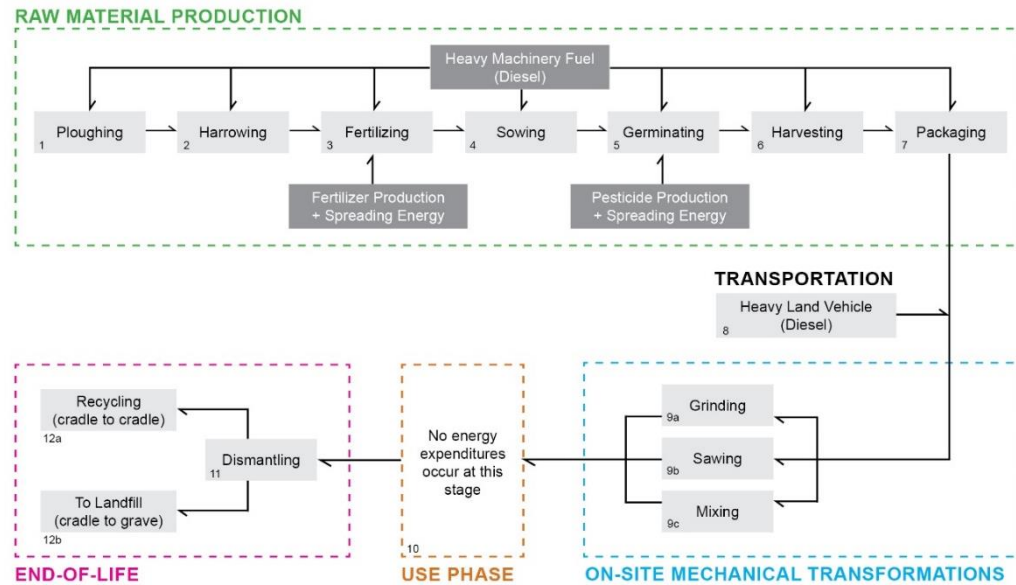 RAW MATERIAL PRODUCTION
Heavy Machinery Fuel
(Diesel)
Ploughing
1
Harrowing
2
Fertilizing
3
Sowing
4
Germinating
5
Harvesting
6
Packaging
7
Fertilizer Production
+ Spreading Energy
Pesticide Production
+ Spreading Energy
TRANSPORTATION
Heavy Land Vehicle
(Diesel)
8
Grinding
9a
Sawing
9b
Mixing
9c
ON-SITE MECHANICAL TRANSFORMATIONS
No energy
expenditures
occur at this
stage
10
USE PHASE
Dismantling
11
Recycling
(cradle to cradle)
12a
To Landfill
(cradle to grave)
12b
END-OF-LIFE